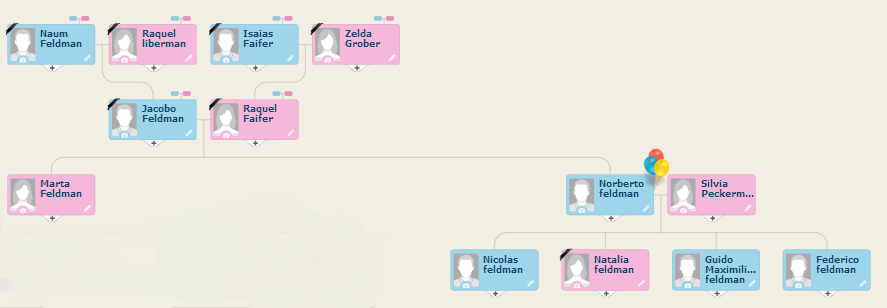 Naum
Feldman
Raquel
liberman
Isaias
Faifer
Zelda
Grober
Jacobo
Feldman
Raquel
Faifer
Marta
Feldman
Norberto
feldman
Silvia
Peckerm...
Nicolas
feldman
Natalia
feldman
Guido
Maximili...
feldman
Federico
feldman